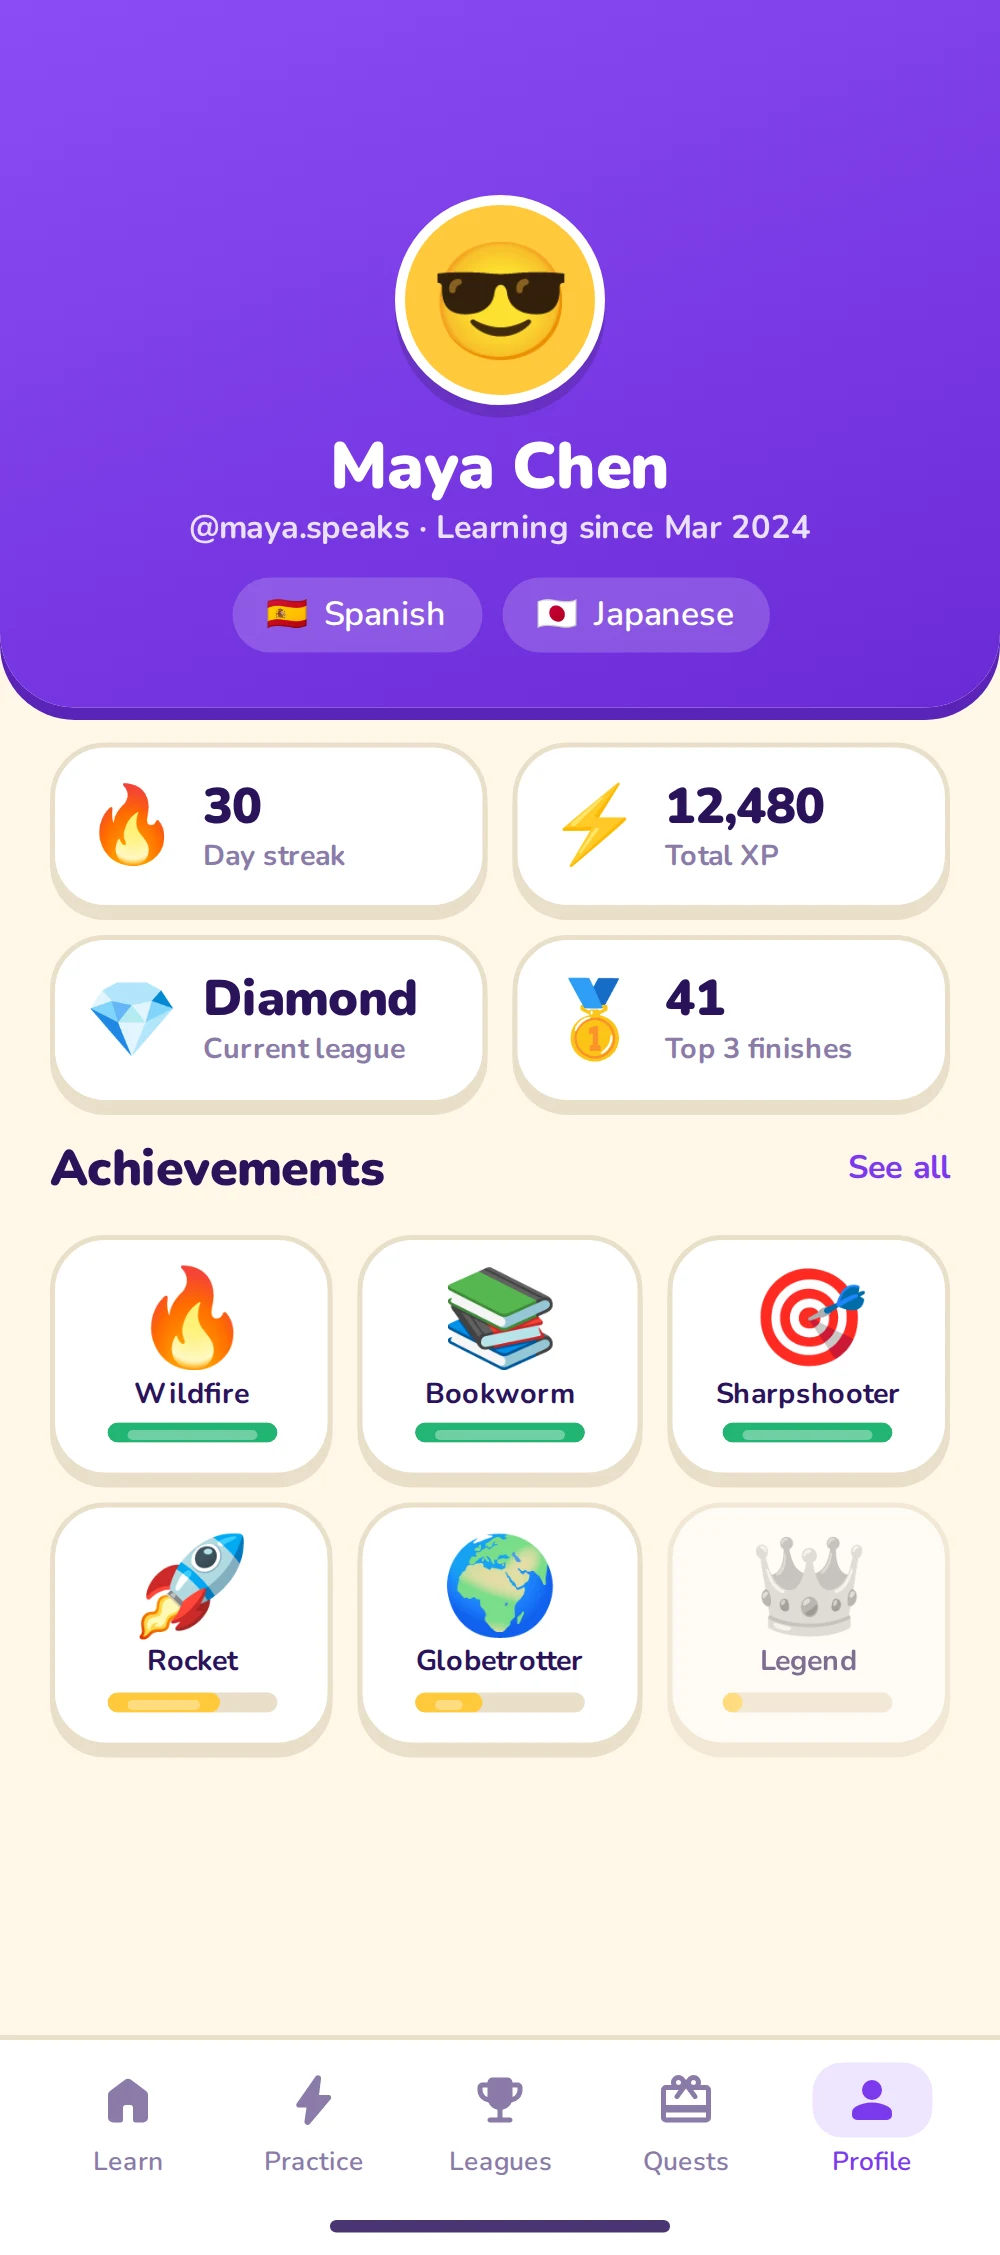 Maya Chen
@maya.speaks · Learning since Mar 2024
Spanish
Japanese
30
Day streak
12,480
Total XP
Diamond
Current league
41
Top 3 finishes
Achievements
See all
Wildfire
Bookworm
Sharpshooter
Rocket
Globetrotter
Legend
Learn
Practice
Leagues
Quests
Profile